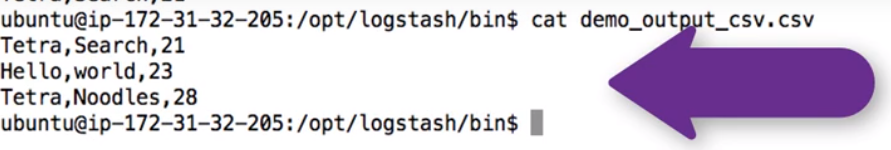 ubuntu@ip-172-31-32-205:/opt/logstash/bin$ cat demo_output_csv.csv
Tetra,Search,21
Hello,world,23
Tetra,Noodles,28
ubuntu@ip-172-31-32-205:/opt/logstash/bin$